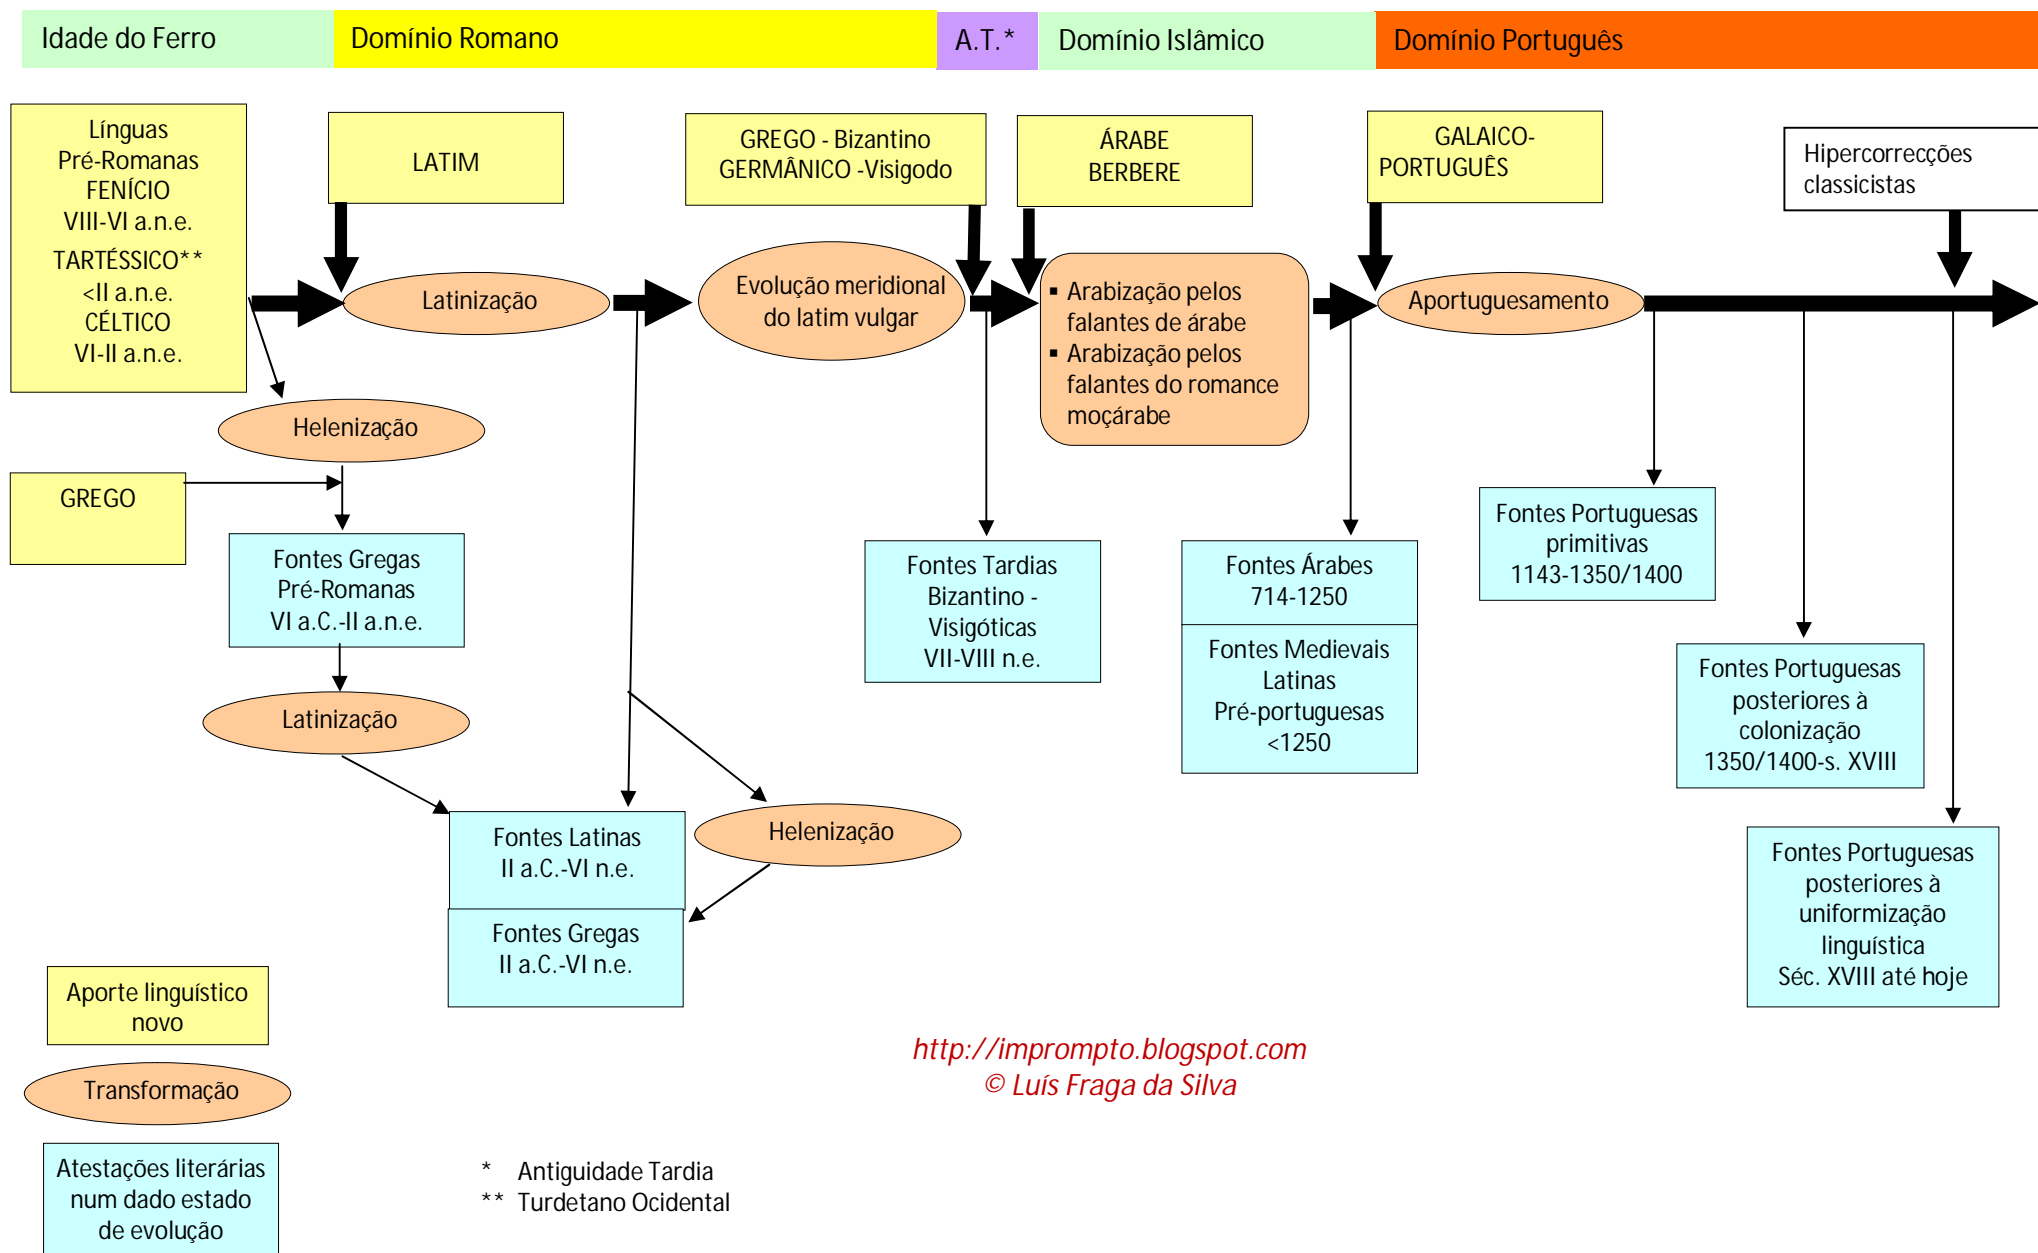 Idade do Ferro
Domínio Romano
A.T.*
Domínio Islâmico
Domínio Português
Línguas
Pré-Romanas
FENÍCIO
VIII-VI a.n.e.
TARTÉSSICO**
<II a.n.e.
CÉLTICO
VI-II a.n.e.
LATIM
GREGO - Bizantino
GERMÂNICO -Visigodo
ÁRABE
BERBERE
GALAICO-
PORTUGUÊS
Hipercorrecções
classicistas
Latinização
Evolução meridional
do latim vulgar
▪ Arabização pelos
falantes de árabe
▪ Arabização pelos
falantes do romance
moçárabe
Aportuguesamento
Helenização
GREGO
Fontes Gregas
Pré-Romanas
VI a.C.-II a.n.e.
Latinização
Fontes Latinas
II a.C.-VI n.e.
Fontes Gregas
II a.C.-VI n.e.
Helenização
Fontes Tardias
Bizantino -
Visigóticas
VII-VIII n.e.
Fontes Árabes
714-1250
Fontes Medievais
Latinas
Pré-portuguesas
<1250
Fontes Portuguesas
primitivas
1143-1350/1400
Fontes Portuguesas
posteriores à
colonização
1350/1400-s. XVIII
Fontes Portuguesas
posteriores à
uniformização
linguística
Séc. XVIII até hoje
Aporte linguístico
novo
Transformação
Atestações literárias
num dado estado
de evolução
* Antiguidade Tardia
** Turdetano Ocidental
http://imprompto.blogspot.com
© Luís Fraga da Silva